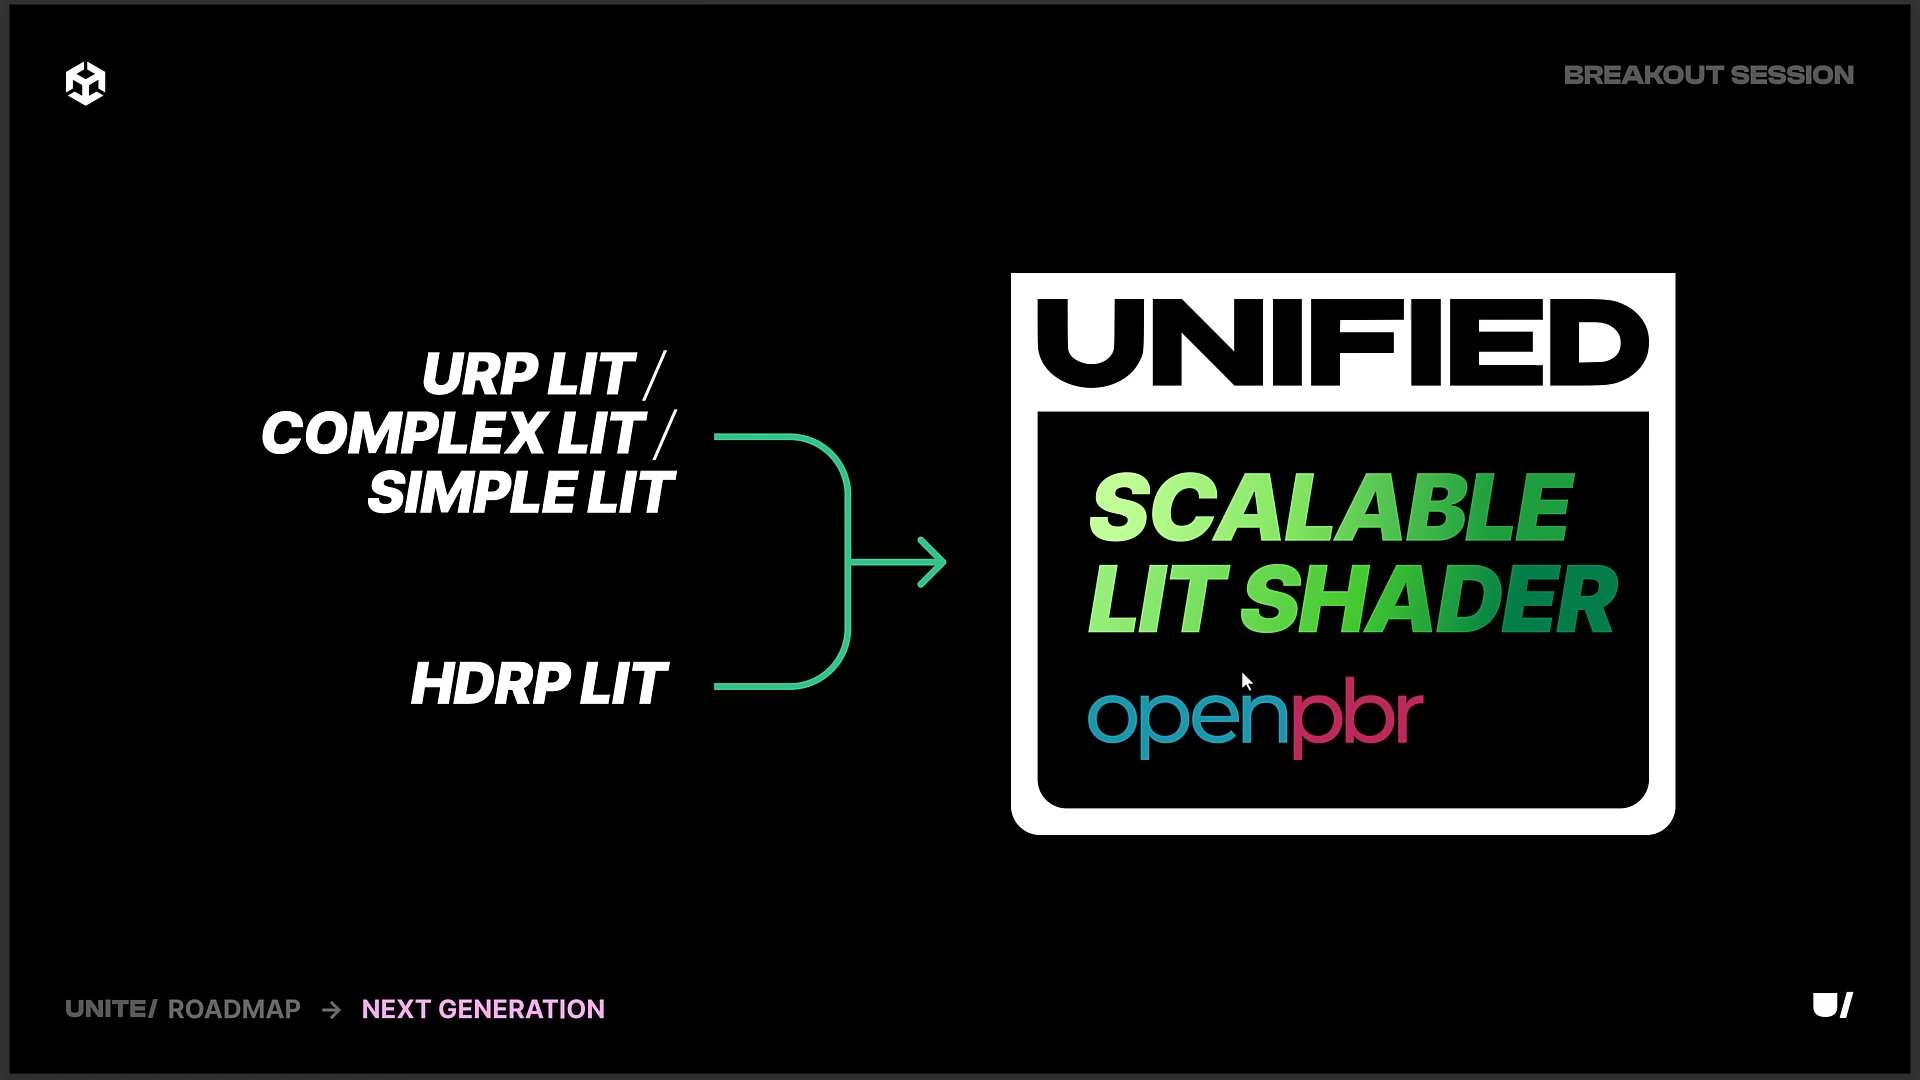 BREAKOUT SESSION
URP LIT /
COMPLEX LIT /
SIMPLE LIT
HDRP LIT
UNIFIED
SCALABLE
LIT SHADER
openpbr
UNITE/ ROADMAP → NEXT GENERATION
U/